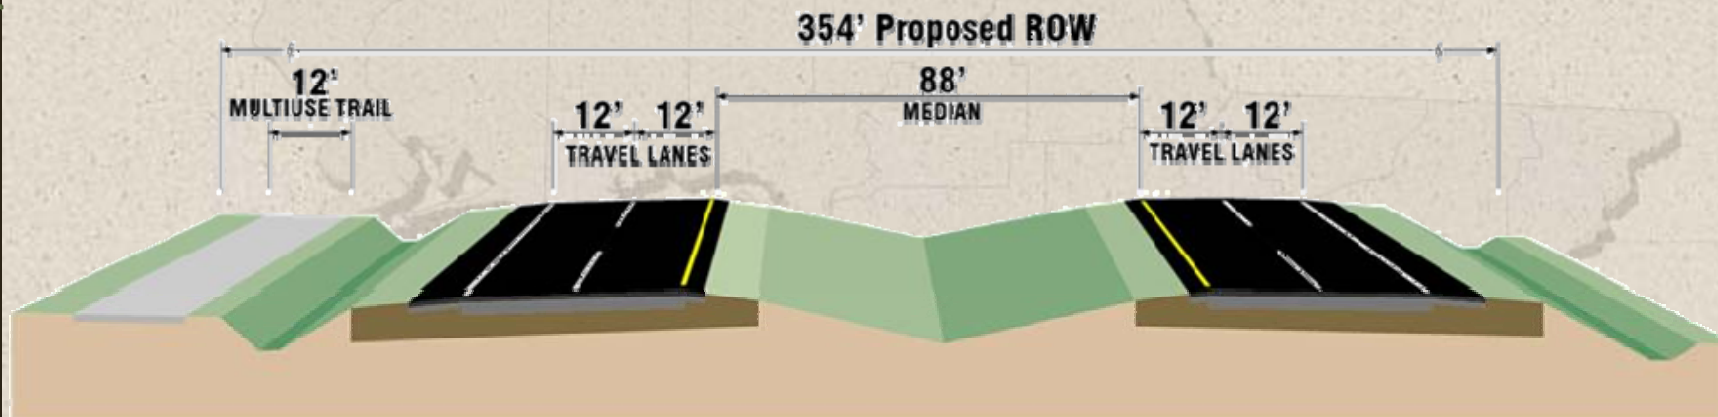 354' Proposed ROW
12'
MULTIUSE TRAIL
12' 12'
TRAVEL LANES
88'
MEDIAN
12' 12'
TRAVEL LANES